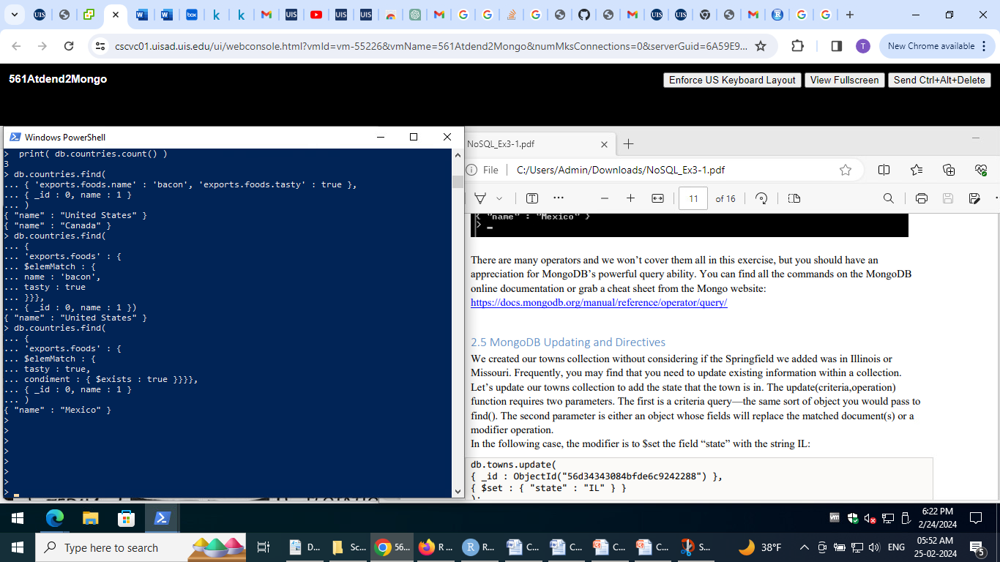 UIS
UIS
UIS
UIS
UIS
UIS
box
cscvc01.uisad.uis.edu/ui/webconsole.html?vmId=vm-55226&vmName=561Atdend2Mongo&numMksConnections=0&serverGuid=6A59E9...
T
New Chrome available
561Atdend2Mongo
Enforce US Keyboard Layout
View Fullscreen
Send Ctrl+Alt+Delete
Windows PowerShell
>  print( db.countries.count() )
3
> db.countries.find(
... { 'exports.foods.name' : 'bacon', 'exports.foods.tasty' : true },
... { _id : 0, name : 1 }
... )
{ "name" : "United States" }
{ "name" : "Canada" }
> db.countries.find(
... {
... 'exports.foods' : {
... $elemMatch : {
... name : 'bacon',
... tasty : true
... }}},
... { _id : 0, name : 1 })
{ "name" : "United States" }
> db.countries.find(
... {
... 'exports.foods' : {
... $elemMatch : {
... tasty : true,
... condiment : { $exists : true }}}},
... { _id : 0, name : 1 }
... )
{ "name" : "Mexico" }
>
>
>
>
>
>
>
> _
NoSQL_Ex3-1.pdf
File | C:/Users/Admin/Downloads/NoSQL_Ex3-1.pdf
11 of 16
{ "name" : "Mexico" }
> _
There are many operators and we won’t cover them all in this exercise, but you should have an
appreciation for MongoDB’s powerful query ability. You can find all the commands on the MongoDB
online documentation or grab a cheat sheet from the Mongo website:
https://docs.mongodb.org/manual/reference/operator/query/
2.5 MongoDB Updating and Directives
We created our towns collection without considering if the Springfield we added was in Illinois or
Missouri. Frequently, you may find that you need to update existing information within a collection.
Let’s update our towns collection to add the state that the town is in. The update(criteria,operation)
function requires two parameters. The first is a criteria query—the same sort of object you would pass to
find(). The second parameter is either an object whose fields will replace the matched document(s) or a
modifier operation.
In the following case, the modifier is to $set the field “state” with the string IL:
db.towns.update(
{ _id : ObjectId("56d34343084bfde6c9242288") },
{ $set : { "state" : "IL" } }
);
6:22 PM
2/24/2024
Type here to search
D...
Sc...
56...
R ...
R...
C...
C...
C...
C...
S...
38°F
ENG
05:52 AM
25-02-2024
5